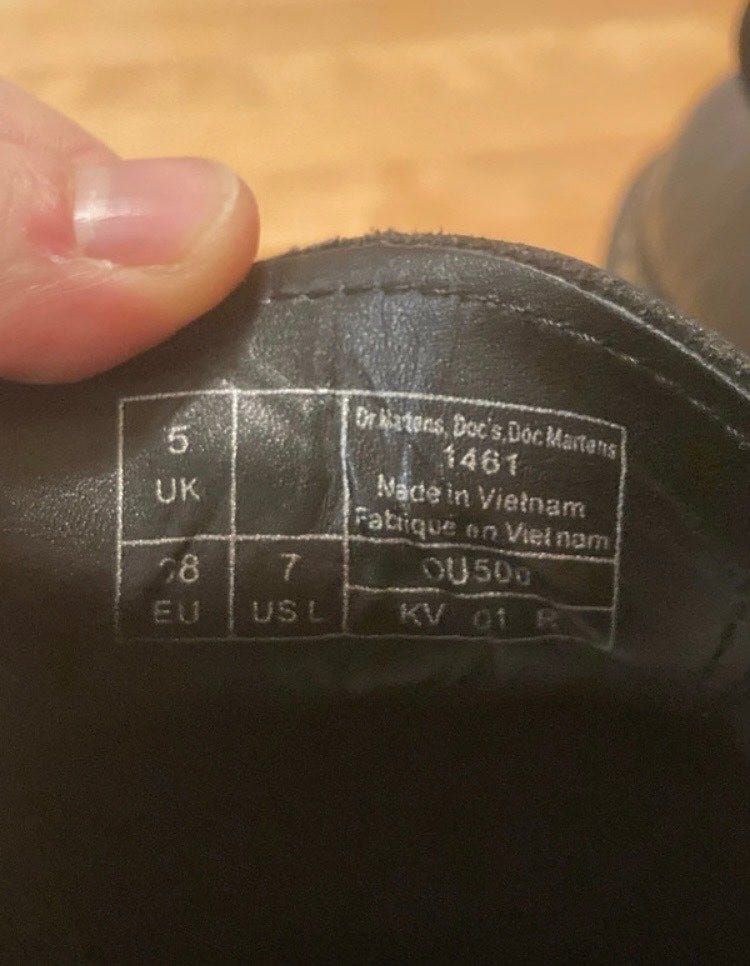 5
UK
Dr Martens, Doc's, Doc Martens
1461
Made in Vietnam
Fabrique en Vietnam
8
EU
7
US L
KV 01 R